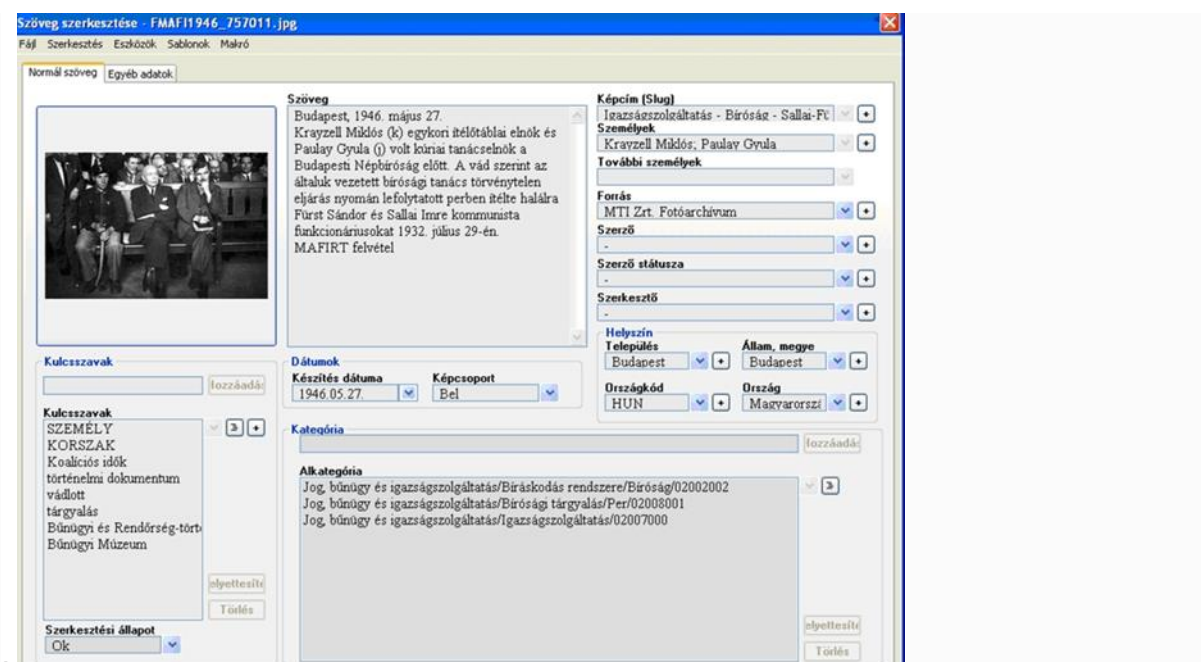 Szöveg szerkesztése - FMAFI1946_757011.jpg
Fájl Szerkesztés Eszközök Sablonok Makró
Normál szöveg Egyéb adatok
Szöveg
Budapest, 1946. május 27.
Krayzell Miklós (k) egykori ítélőtáblai elnök és
Paulay Gyula (j) volt kúriai tanácselnök a
Budapesti Népbíróság előtt. A vád szerint az
általuk vezetett bírósági tanács törvénytelen
eljárás nyomán lefolytatott perben ítélte halálra
Fürst Sándor és Sallai Imre kommunista
funkcionáriusokat 1932. július 29-én.
MAFIRT felvétel
Képcím (Slug)
Igazságszolgáltatás - Bíróság - Sallai-Fü
Személyek
Krayzell Miklós; Paulay Gyula
További személyek
Forrás
MTI Zrt. Fotóarchívum
Szerző
-
Szerző státusza
-
Szerkesztő
-
Helyszín
Település Állam, megye
Budapest Budapest
Országkód Ország
HUN Magyarorszá
Kulcsszavak
Hozzáadás
Kulcsszavak
SZEMÉLY
KORSZAK
Koalíciós idők
történelmi dokumentum
vádlott
tárgyalás
Bűnügyi és Rendőrség-törté
Bűnügyi Múzeum
elyettesíté
Törlés
Szerkesztési állapot
Ok
Dátumok
Készítés dátuma Képcsoport
1946.05.27. Bel
Kategória
Hozzáadás
Alkategória
Jog, bűnügy és igazságszolgáltatás/Bíráskodás rendszere/Bíróság/02002002
Jog, bűnügy és igazságszolgáltatás/Bírósági tárgyalás/Per/02008001
Jog, bűnügy és igazságszolgáltatás/Igazságszolgáltatás/02007000
elyettesíté
Törlés